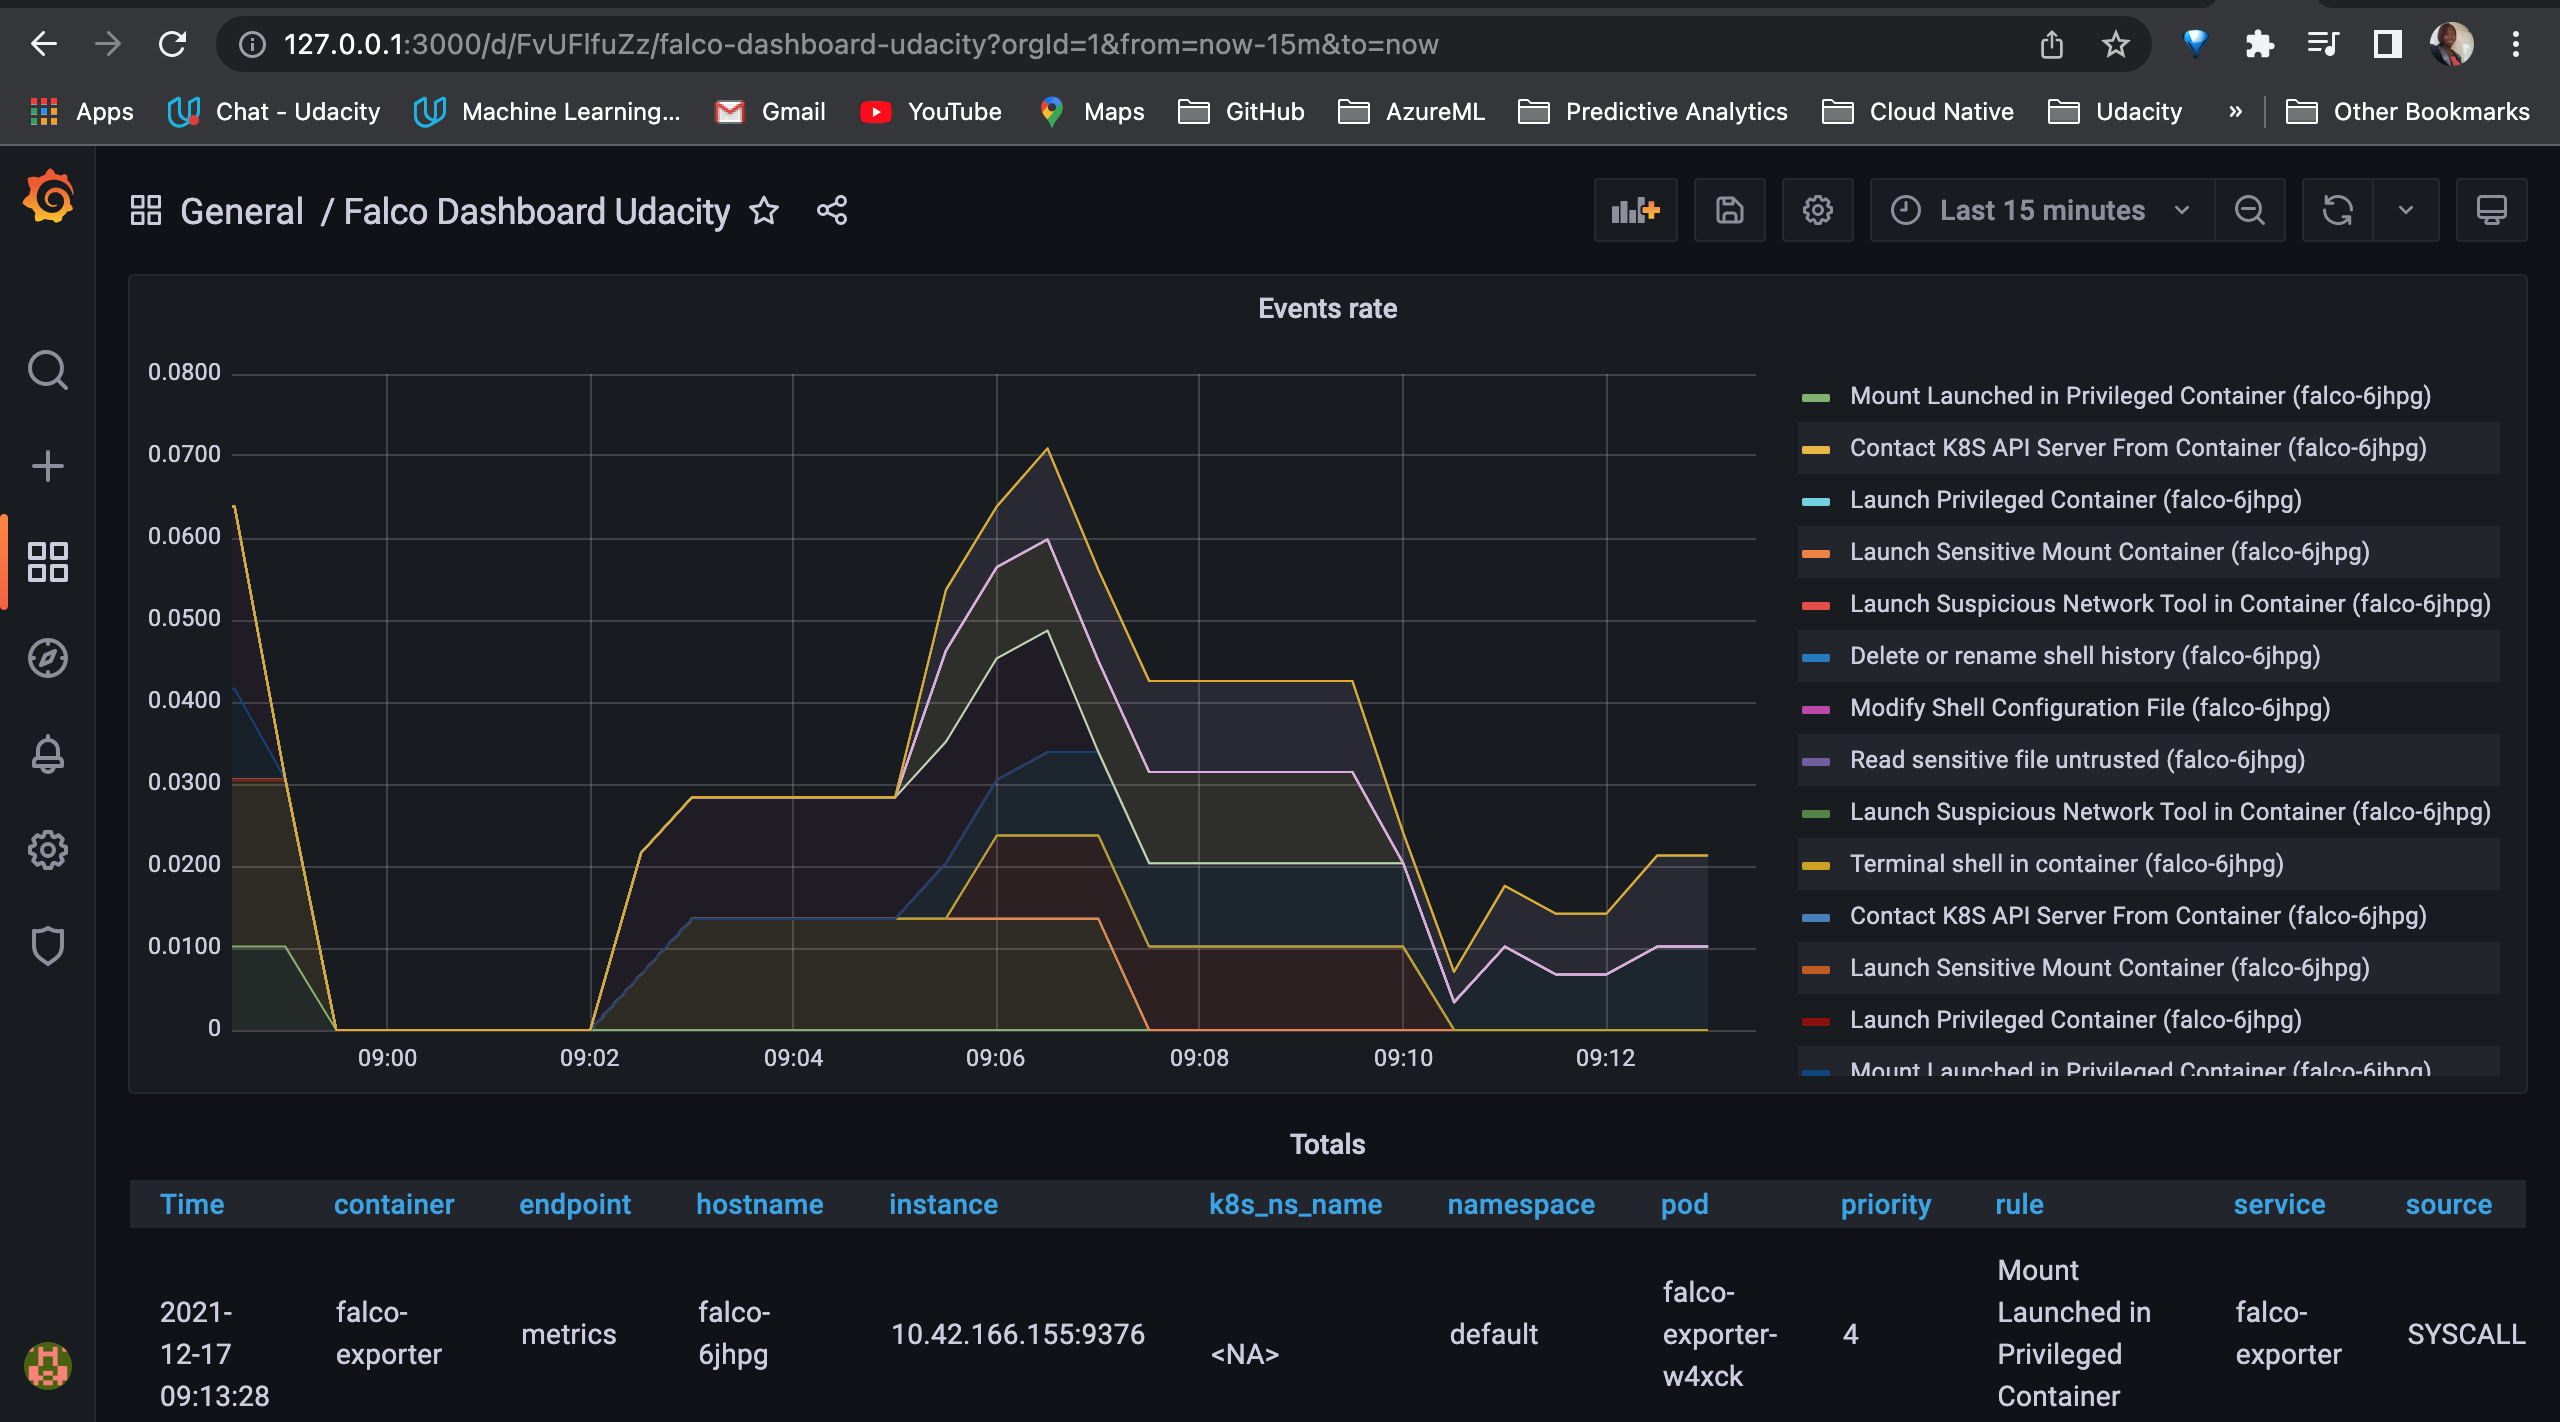 127.0.0.1:3000/d/FvUFlfuZz/falco-dashboard-udacity?orgId=1&from=now-15m&to=now
Apps Chat - Udacity Machine Learning... Gmail YouTube Maps GitHub AzureML Predictive Analytics Cloud Native Udacity » Other Bookmarks
General / Falco Dashboard Udacity Last 15 minutes
Events rate
0.0800
0.0700
0.0600
0.0500
0.0400
0.0300
0.0200
0.0100
0
09:00 09:02 09:04 09:06 09:08 09:10 09:12
Mount Launched in Privileged Container (falco-6jhpg)
Contact K8S API Server From Container (falco-6jhpg)
Launch Privileged Container (falco-6jhpg)
Launch Sensitive Mount Container (falco-6jhpg)
Launch Suspicious Network Tool in Container (falco-6jhpg)
Delete or rename shell history (falco-6jhpg)
Modify Shell Configuration File (falco-6jhpg)
Read sensitive file untrusted (falco-6jhpg)
Launch Suspicious Network Tool in Container (falco-6jhpg)
Terminal shell in container (falco-6jhpg)
Contact K8S API Server From Container (falco-6jhpg)
Launch Sensitive Mount Container (falco-6jhpg)
Launch Privileged Container (falco-6jhpg)
Mount Launched in Privileged Container (falco-6jhpg)
Totals
Time container endpoint hostname instance k8s_ns_name namespace pod priority rule service source
2021-
12-17
09:13:28
falco-
exporter
metrics
falco-
6jhpg
10.42.166.155:9376
<NA>
default
falco-
exporter-
w4xck
4
Mount
Launched in
Privileged
Container
falco-
exporter
SYSCALL